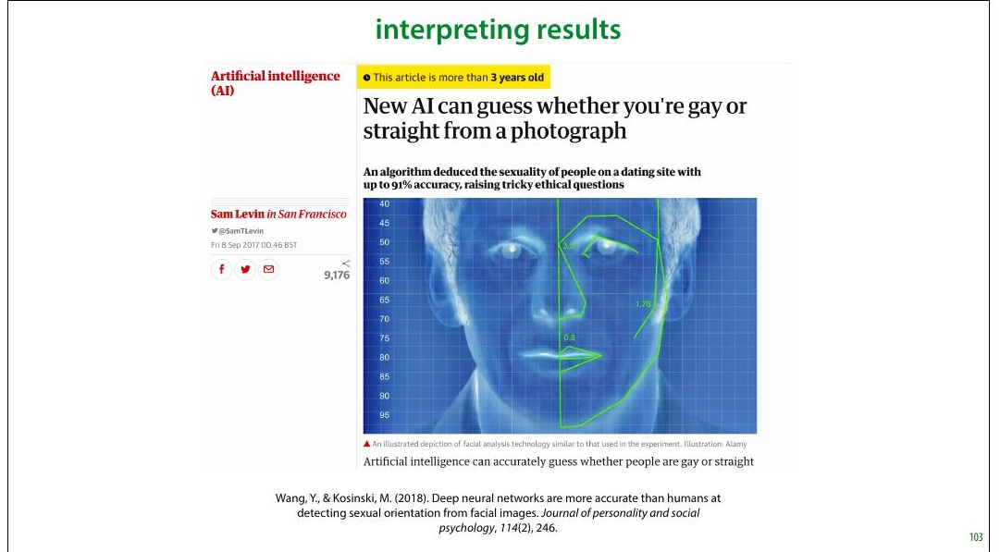 interpreting results
Artificial intelligence
(AI)
This article is more than 3 years old
New AI can guess whether you're gay or
straight from a photograph
An algorithm deduced the sexuality of people on a dating site with
up to 91% accuracy, raising tricky ethical questions
Sam Levin in San Francisco
@SamTLevin
Fri 8 Sep 2017 00.46 BST
9,176
40
45
50
55
60
65
70
75
80
85
90
95
1.78
0.8
An illustrated depiction of facial analysis technology similar to that used in the experiment. Illustration: Alamy
Artificial intelligence can accurately guess whether people are gay or straight
Wang, Y., & Kosinski, M. (2018). Deep neural networks are more accurate than humans at
detecting sexual orientation from facial images. Journal of personality and social
psychology, 114(2), 246.
103